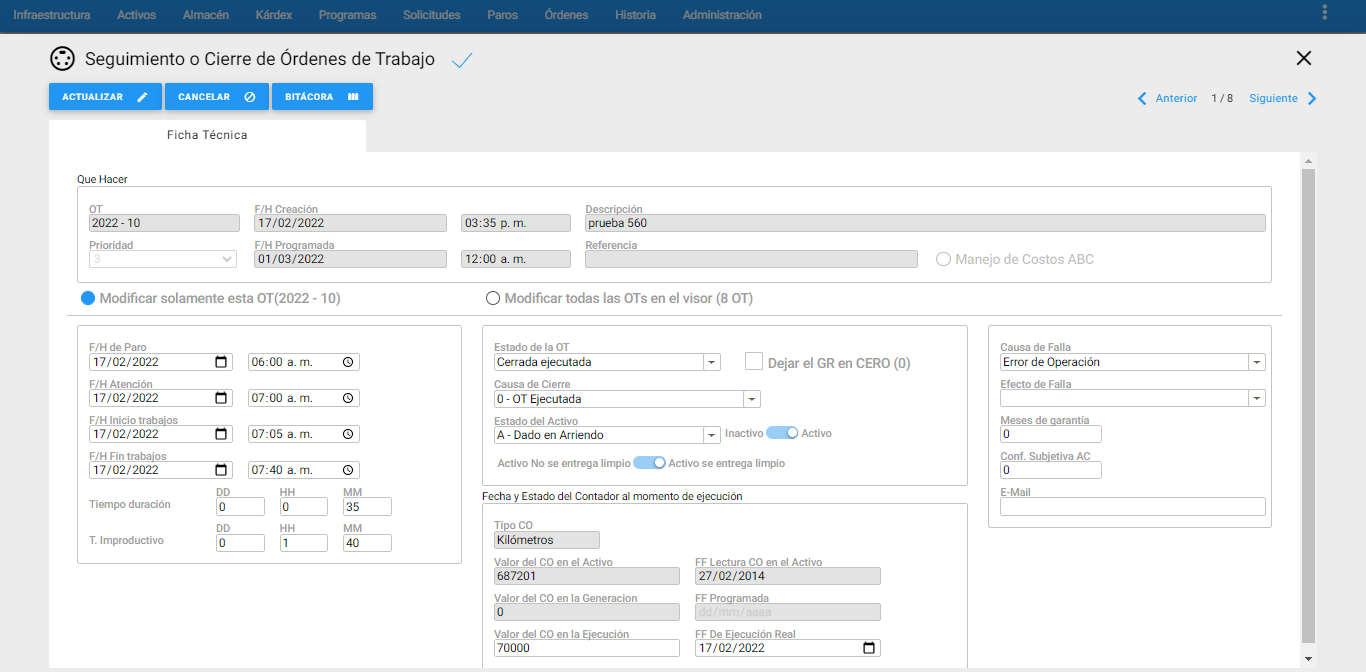 Infraestructura Activos Almacén Kárdex Programas Solicitudes Paros Órdenes Historia Administración
Seguimiento o Cierre de Órdenes de Trabajo
ACTUALIZAR CANCELAR BITÁCORA
Anterior 1 / 8 Siguiente
Ficha Técnica
Que Hacer
OT F/H Creación Descripción
2022 - 10 17/02/2022 03:35 p. m. prueba 560
Prioridad F/H Programada Referencia
3 01/03/2022 12:00 a. m. Manejo de Costos ABC
Modificar solamente esta OT(2022 - 10) Modificar todas las OTs en el visor (8 OT)
F/H de Paro
17/02/2022 06:00 a. m.
F/H Atención
17/02/2022 07:00 a. m.
F/H Inicio trabajos
17/02/2022 07:05 a. m.
F/H Fin trabajos
17/02/2022 07:40 a. m.
DD HH MM
Tiempo duración 0 0 35
DD HH MM
T. Improductivo 0 1 40
Estado de la OT
Cerrada ejecutada Dejar el GR en CERO (0)
Causa de Cierre
0 - OT Ejecutada
Estado del Activo
A - Dado en Arriendo Inactivo Activo
Activo No se entrega limpio Activo se entrega limpio
Fecha y Estado del Contador al momento de ejecución
Tipo CO
Kilómetros
Valor del CO en el Activo FF Lectura CO en el Activo
687201 27/02/2014
Valor del CO en la Generacion FF Programada
0 dd/mm/aaaa
Valor del CO en la Ejecución FF De Ejecución Real
70000 17/02/2022
Causa de Falla
Error de Operación
Efecto de Falla
Meses de garantía
0
Conf. Subjetiva AC
0
E-Mail